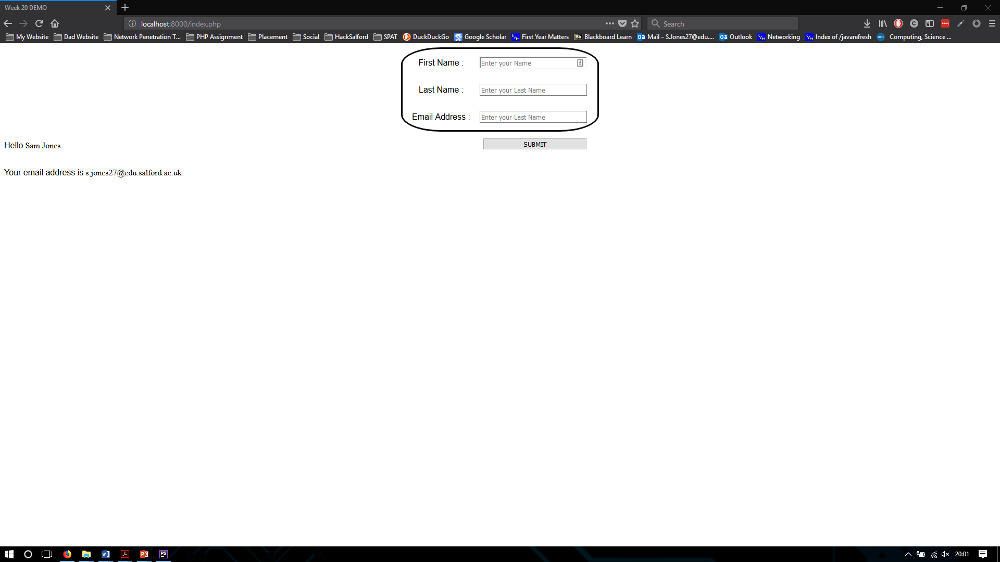 Week 20 DEMO
localhost:8000/index.php
Search
My Website Dad Website Network Penetration T... PHP Assignment Placement Social HackSalford SPAT DuckDuckGo Google Scholar First Year Matters Bb Blackboard Learn Mail – SJones27@edu.... Outlook Networking Index of /javarefresh Computing, Science ...
First Name : Enter your Name
Last Name : Enter your Last Name
Email Address : Enter your Last Name
Hello Sam Jones SUBMIT
Your email address is s.jones27@edu.salford.ac.uk
20:01